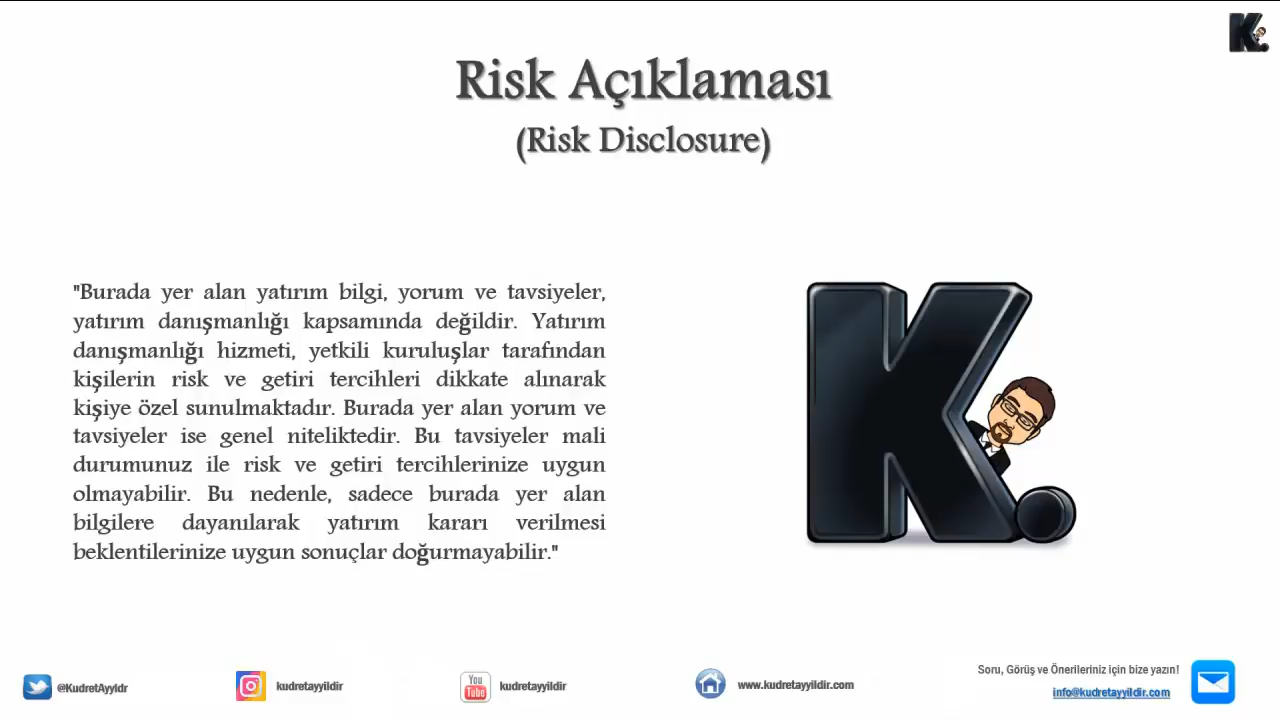 K.
Risk Açıklaması
(Risk Disclosure)
"Burada yer alan yatırım bilgi, yorum ve tavsiyeler,
yatırım danışmanlığı kapsamında değildir. Yatırım
danışmanlığı hizmeti, yetkili kuruluşlar tarafından
kişilerin risk ve getiri tercihleri dikkate alınarak
kişiye özel sunulmaktadır. Burada yer alan yorum ve
tavsiyeler ise genel niteliktedir. Bu tavsiyeler mali
durumunuz ile risk ve getiri tercihlerinize uygun
olmayabilir. Bu nedenle, sadece burada yer alan
bilgilere dayanılarak yatırım kararı verilmesi
beklentilerinize uygun sonuçlar doğurmayabilir."
K.
@KudretAyyldr
kudretayyildir
You
Tube
kudretayyildir
www.kudretayyildir.com
Soru, Görüş ve Önerileriniz için bize yazın!
info@kudretayyildir.com